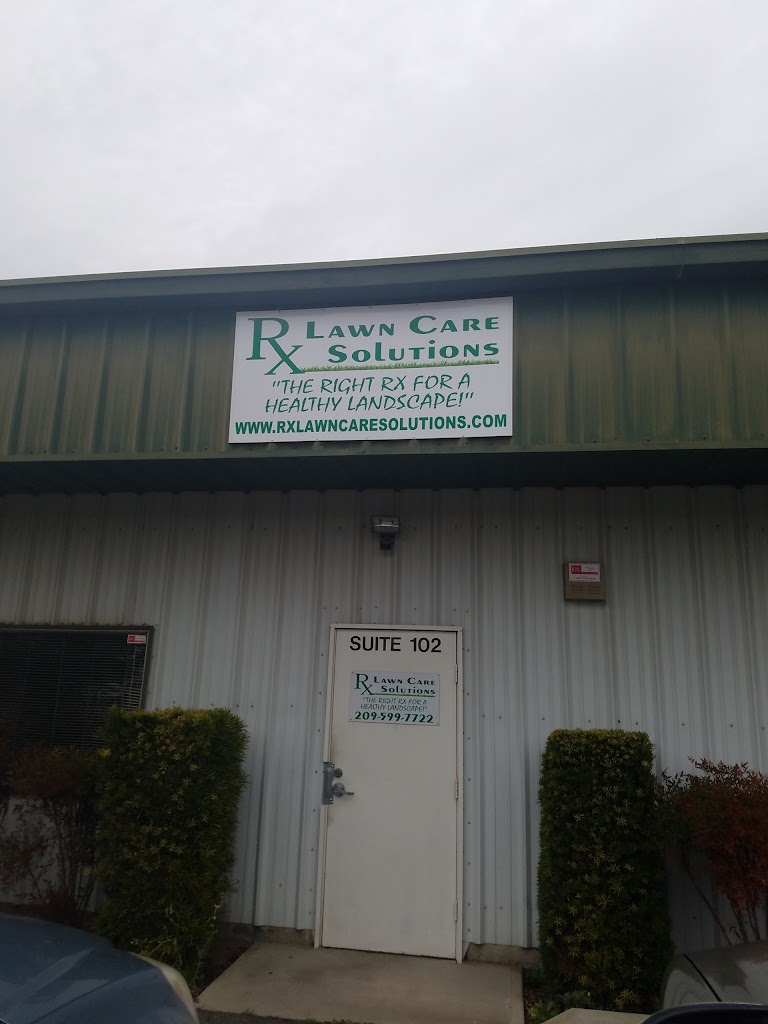 Rx LAWN CARE
SOLUTIONS
"THE RIGHT RX FOR A
HEALTHY LANDSCAPE!"
WWW.RXLAWNCARESOLUTIONS.COM
SUITE 102
Rx LAWN CARE
SOLUTIONS
"THE RIGHT RX FOR A
HEALTHY LANDSCAPE!"
209-599-7722